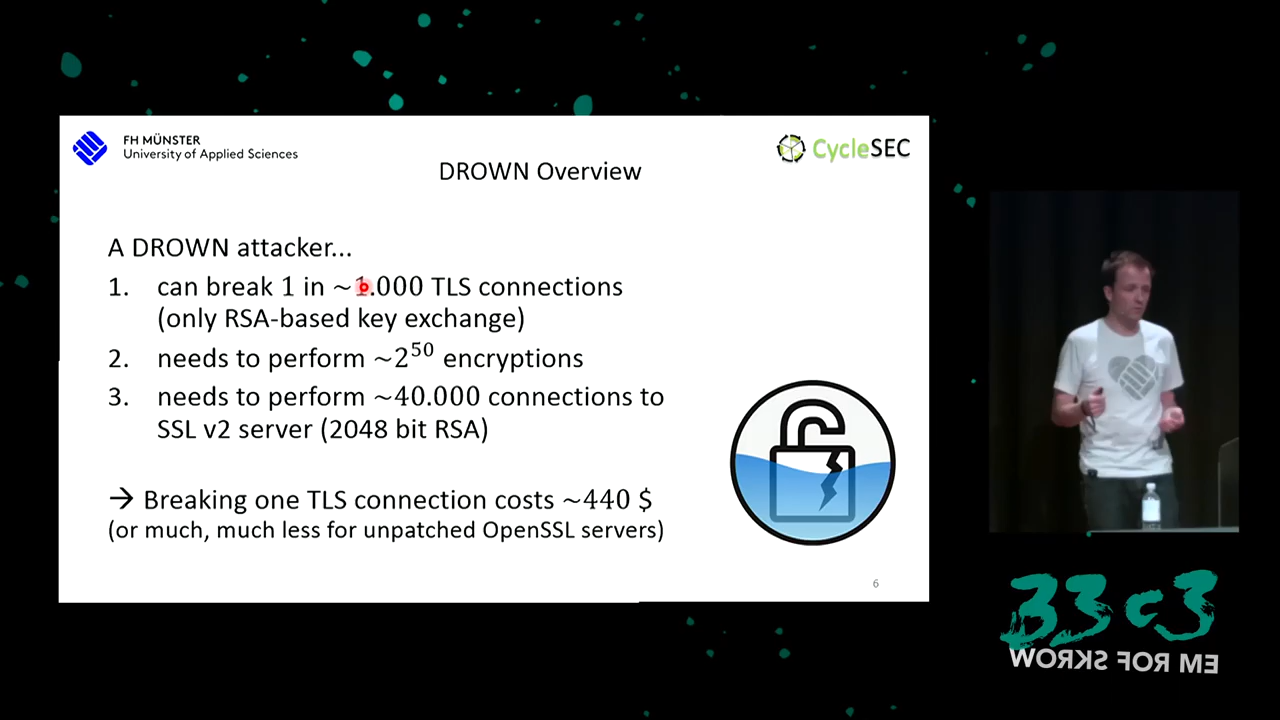 FH MÜNSTER
University of Applied Sciences
CycleSEC
DROWN Overview
A DROWN attacker...
1. can break 1 in ~1.000 TLS connections
(only RSA-based key exchange)
2. needs to perform ~2⁵⁰ encryptions
3. needs to perform ~40.000 connections to
SSL v2 server (2048 bit RSA)
→ Breaking one TLS connection costs ~440 $
(or much, much less for unpatched OpenSSL servers)
6
33c3
WORKS FOR ME